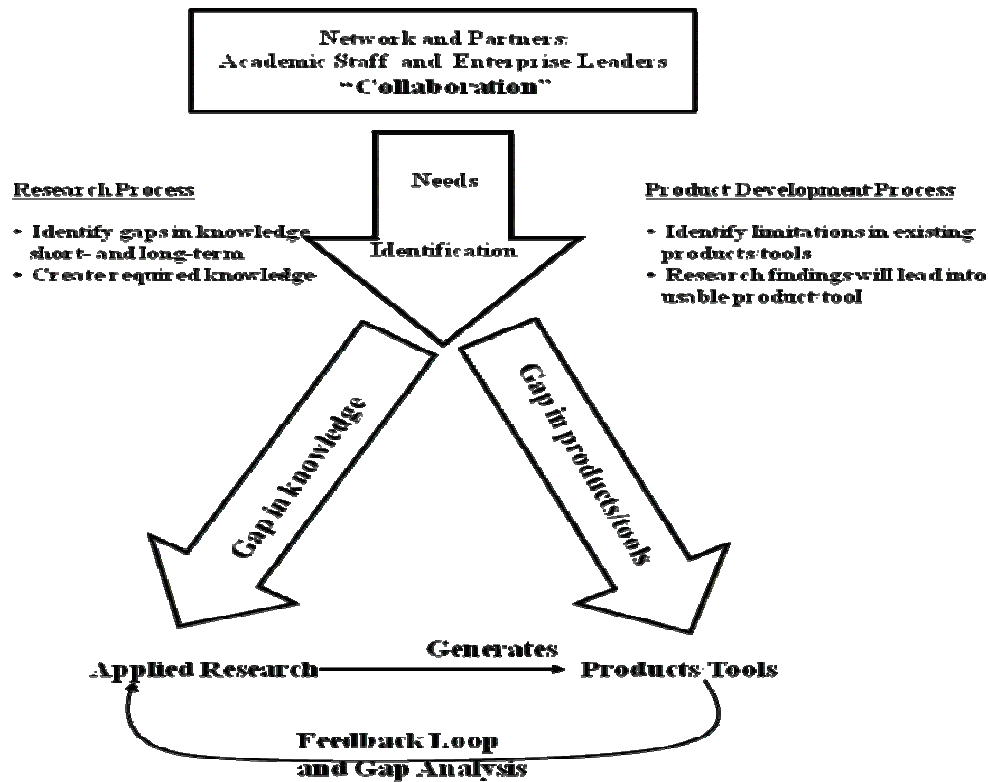 Network and Partners:
Academic Staff and Enterprise Leaders
“Collaboration”
Needs
Identification
Research Process
• Identify gaps in knowledge
short- and long-term
• Create required knowledge
Product Development Process
• Identify limitations in existing
products tools
• Research findings will lead into
usable product tool
Gap in knowledge
Gap in products/tools
Generates
Applied Research
Products Tools
Feedback Loop
and Gap Analysis